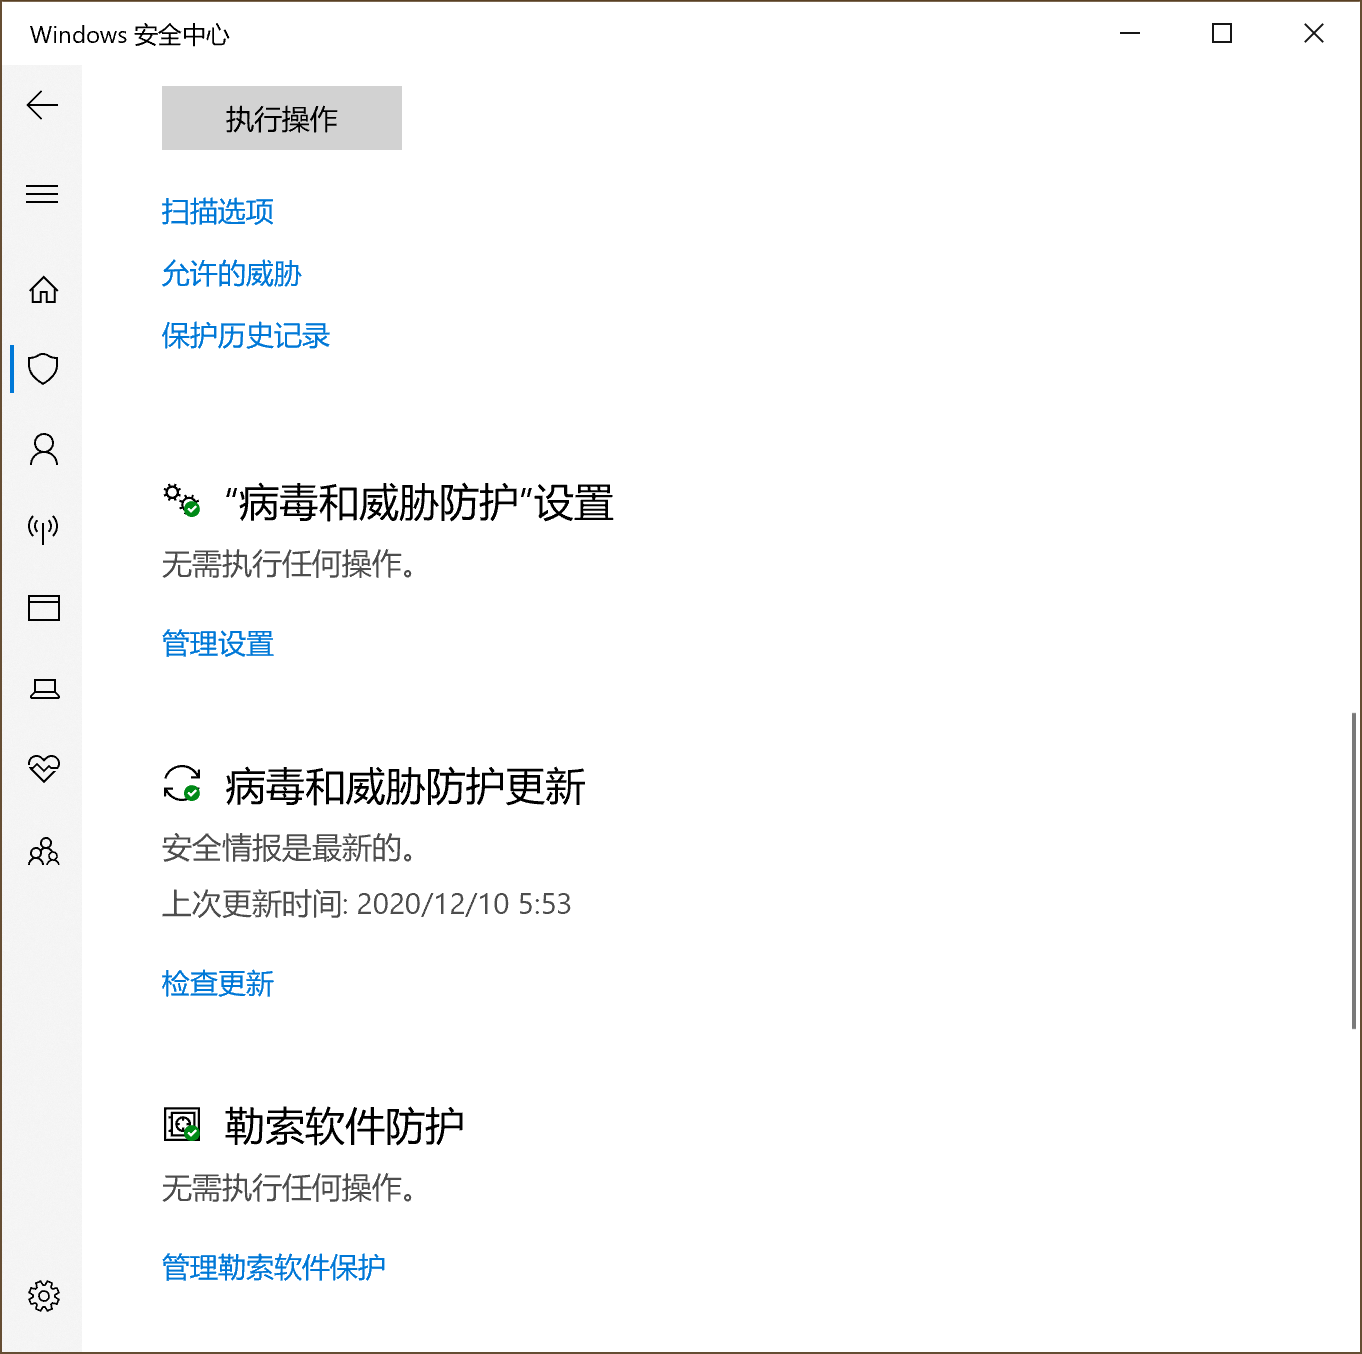 Windows 安全中心
执行操作
扫描选项
允许的威胁
保护历史记录
“病毒和威胁防护”设置
无需执行任何操作。
管理设置
病毒和威胁防护更新
安全情报是最新的。
上次更新时间: 2020/12/10 5:53
检查更新
勒索软件防护
无需执行任何操作。
管理勒索软件保护